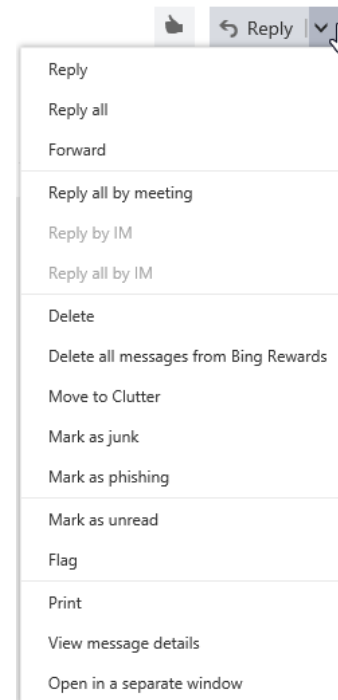 Reply
Reply
Reply all
Forward
Reply all by meeting
Reply by IM
Reply all by IM
Delete
Delete all messages from Bing Rewards
Move to Clutter
Mark as junk
Mark as phishing
Mark as unread
Flag
Print
View message details
Open in a separate window